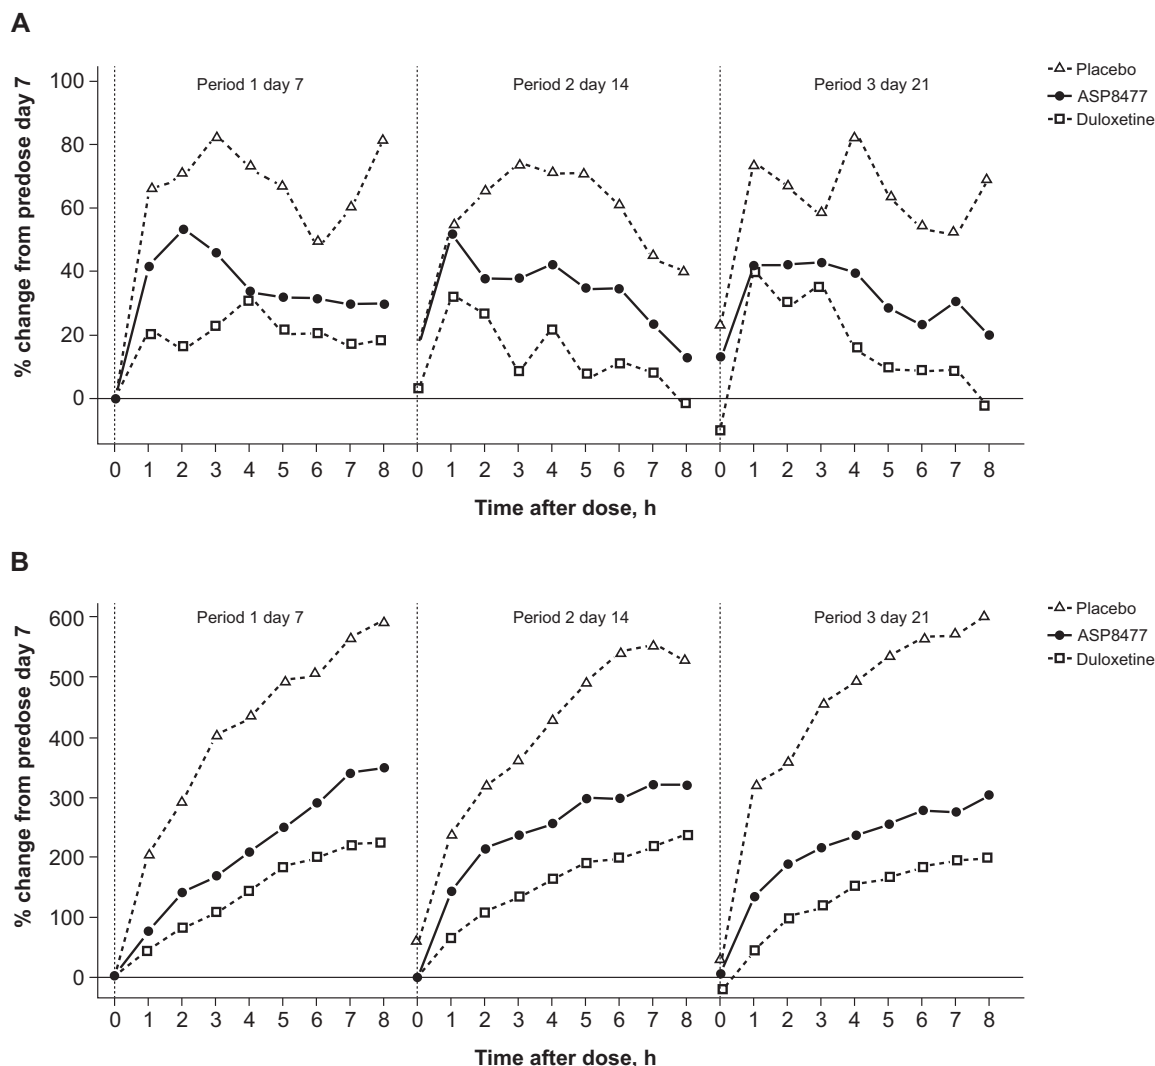 A
% change from predose day 7
100
80
60
40
20
0
Period 1 day 7
Period 2 day 14
Period 3 day 21
Placebo
ASP8477
Duloxetine
0 1 2 3 4 5 6 7 8 0 1 2 3 4 5 6 7 8 0 1 2 3 4 5 6 7 8
Time after dose, h
B
% change from predose day 7
600
500
400
300
200
100
0
Period 1 day 7
Period 2 day 14
Period 3 day 21
Placebo
ASP8477
Duloxetine
0 1 2 3 4 5 6 7 8 0 1 2 3 4 5 6 7 8 0 1 2 3 4 5 6 7 8
Time after dose, h